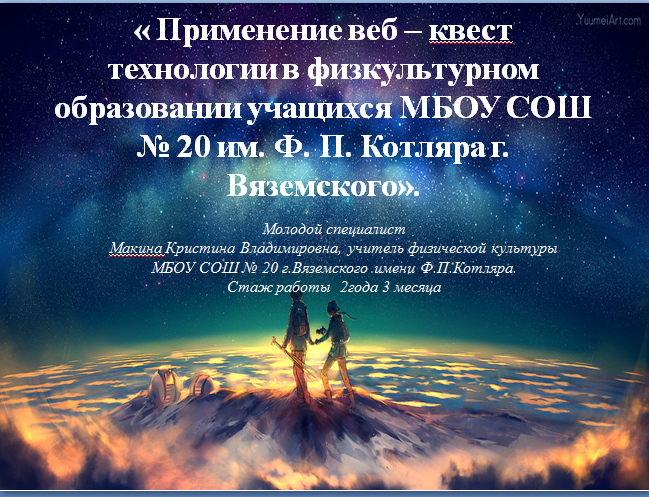 YuumeiArt.com
« Применение веб – квест
технологии в физкультурном
образовании учащихся МБОУ СОШ
№ 20 им. Ф. П. Котляра г.
Вяземского».
Молодой специалист
Макина Кристина Владимировна, учитель физической культуры
МБОУ СОШ № 20 г.Вяземского имени Ф.П.Котляра.
Стаж работы 2года 3 месяца